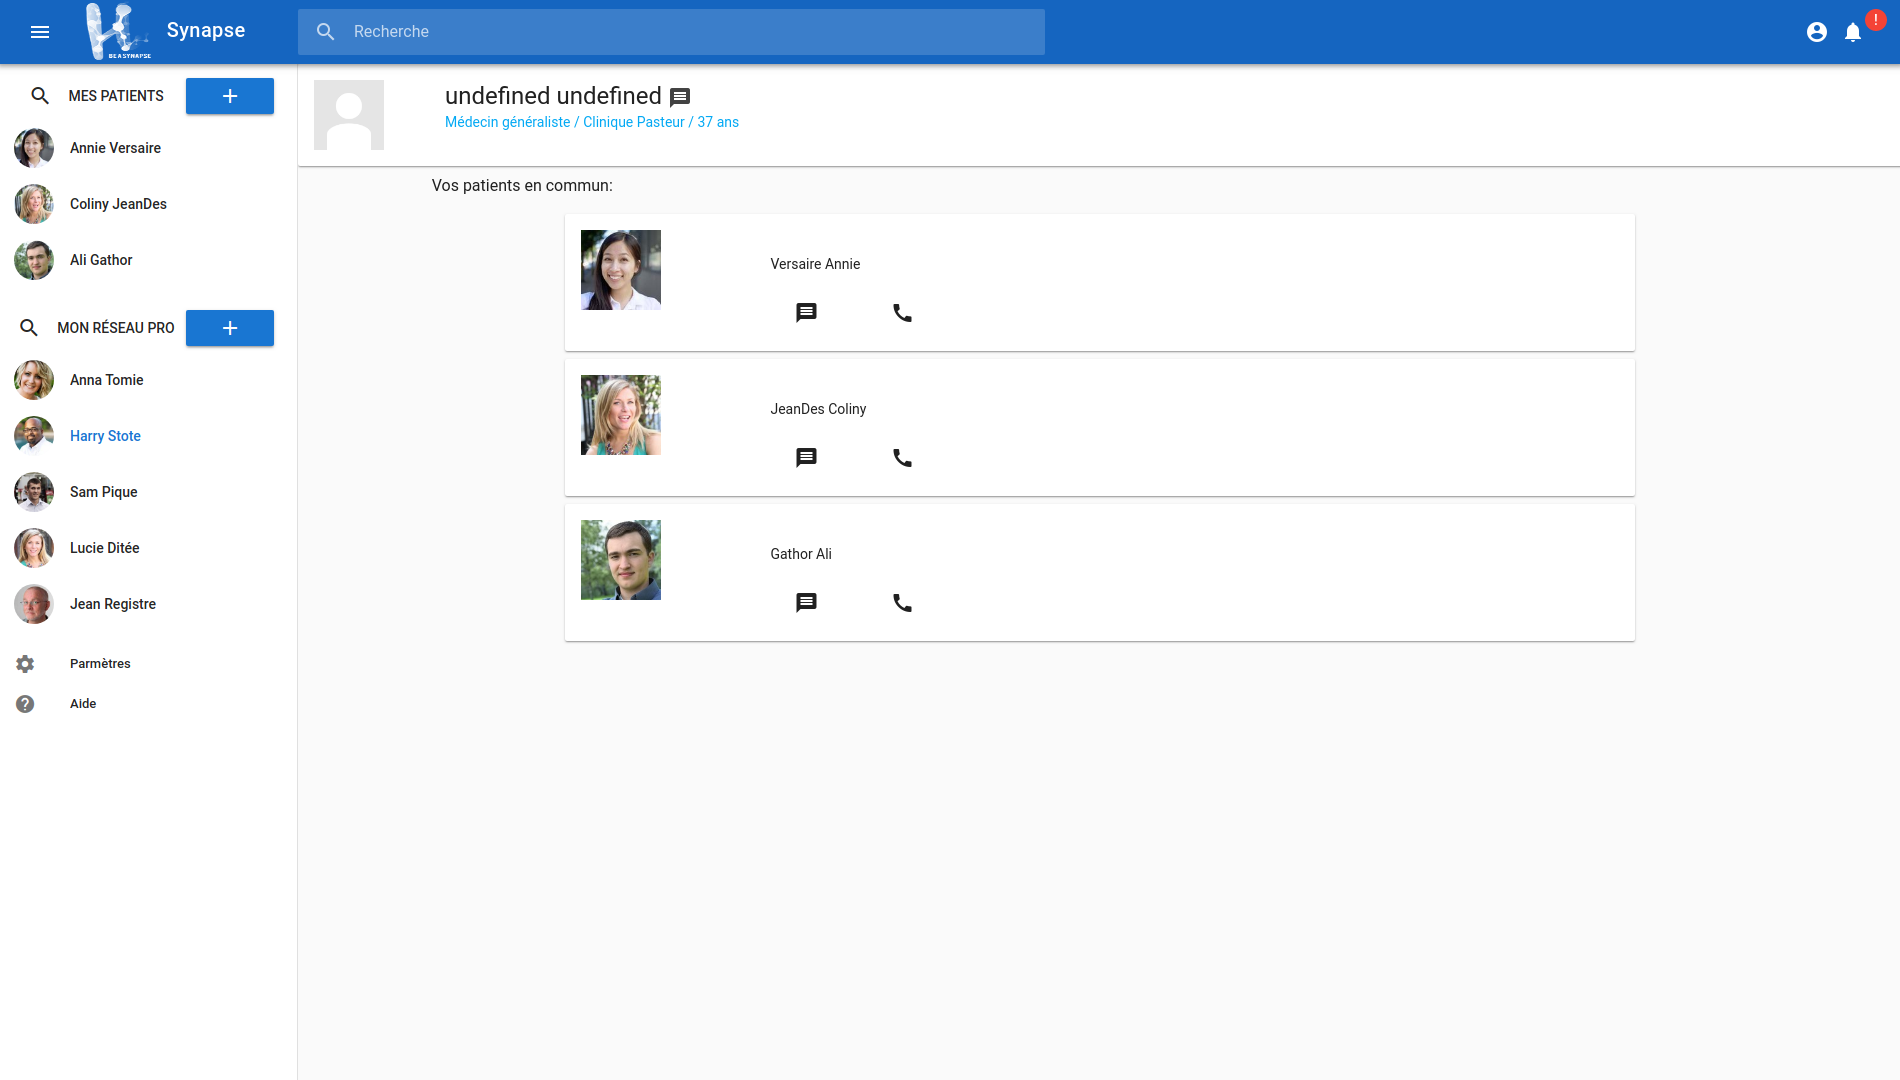 BEASYNAPSE
Synapse
Recherche
!
MES PATIENTS
+
Annie Versaire
Coliny JeanDes
Ali Gathor
MON RÉSEAU PRO
+
Anna Tomie
Harry Stote
Sam Pique
Lucie Ditée
Jean Registre
Parmètres
Aide
undefined undefined
Médecin généraliste / Clinique Pasteur / 37 ans
Vos patients en commun:
Versaire Annie
JeanDes Coliny
Gathor Ali